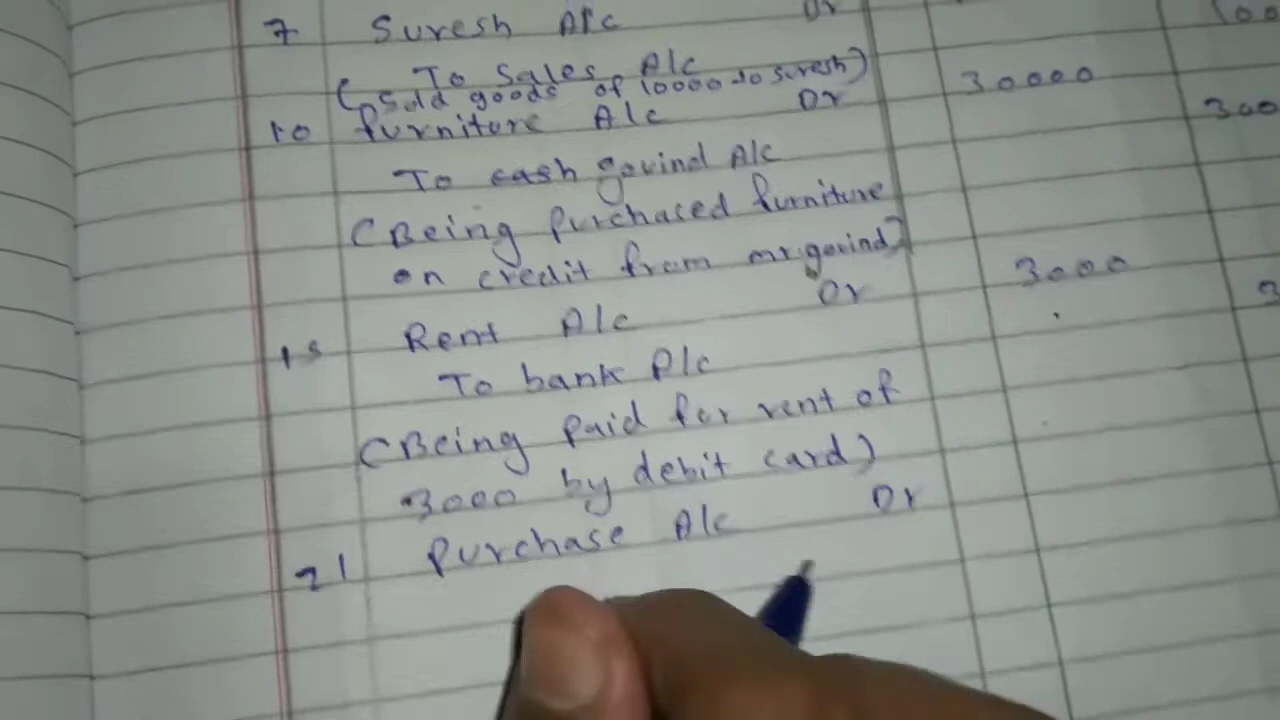 7 Suresh A/c Dr
To Sales A/c
(Sold goods of 10000 to suresh) 30000
10 furniture A/c Dr 300
To cash govind A/c
(Being purchased furniture
on credit from mr.govind) 3000
15 Rent A/c Dr
To bank A/c
(Being paid for rent of
3000 by debit card)
21 Purchase A/c Dr